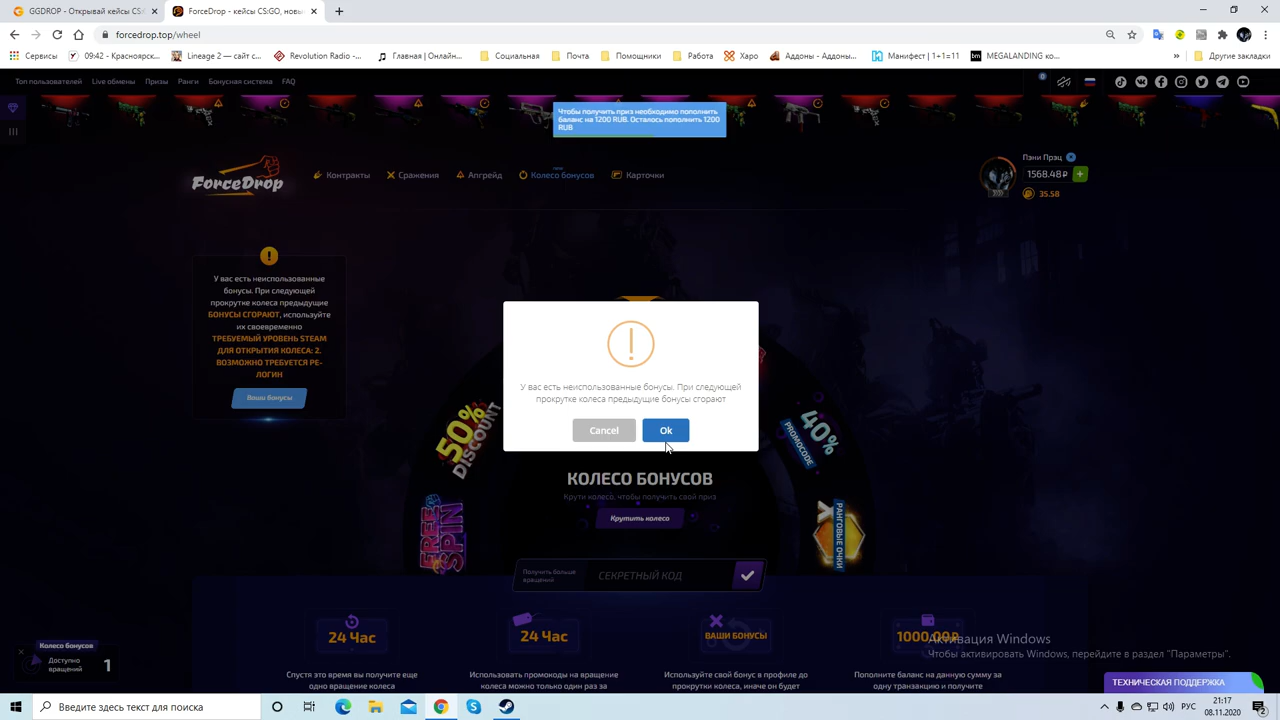 GGDROP - Открывай кейсы CS:
ForceDrop.net - GO, новы
forcedrop.top/wheel
Сервисы
09:42 - Красноярск...
Lineage 2 — сайт с...
Revolution Radio -...
Главная | Онлайн...
Социальная
Почта
Помощники
Работа
Харо
Аддоны - Аддоны...
Манифест | 1+1=11
MEGALANDING ко...
»
Другие закладки
Топ пользователей
Live обмены
Призы
Ранги
Бонусная система
FAQ
Чтобы получить приз необходимо пополнить
баланс на 1200 RUB. Осталось пополнить 1200
RUB
ForceDrop
Контракты
Сражения
Апгрейд
Колесо бонусов
Карточки
Пэни Прэц
1568.48₽
+
35.58
У вас есть неиспользованные
бонусы. При следующей
прокрутке колеса предыдущие
БОНУСЫ СГОРАЮТ, используйте
их своевременно
ТРЕБУЕМЫЙ УРОВЕНЬ STEAM
ДЛЯ ОТКРЫТИЯ КОЛЕСА: 2.
ВОЗМОЖНО ТРЕБУЕТСЯ РЕ-
ЛОГИН
Ваши бонусы
У вас есть неиспользованные бонусы. При следующей
прокрутке колеса предыдущие бонусы сгорают
Cancel
Ok
50%
DISCOUNT
40%
PROMOCODE
FREE
SPIN
РАНГОВЫЕ ОЧКИ
КОЛЕСО БОНУСОВ
Крути колесо, чтобы получить свой приз
Крутить колесо
Получить больше
вращений
СЕКРЕТНЫЙ КОД
24 Час
24 Час
ВАШИ БОНУСЫ
1000,00₽
Спустя это время вы получите еще
одно вращение колеса
Использовать промокоды на вращение
колеса можно только один раз за
Используйте свой бонус в профиле до
прокрутки колеса, иначе он будет
Пополните баланс на данную сумму за
одну транзакцию и получите
Колесо бонусов
Доступно
вращений
1
Активация Windows
Чтобы активировать Windows, перейдите в раздел "Параметры".
ТЕХНИЧЕСКАЯ ПОДДЕРЖКА
Введите здесь текст для поиска
РУС
21:17
08.11.2020
2